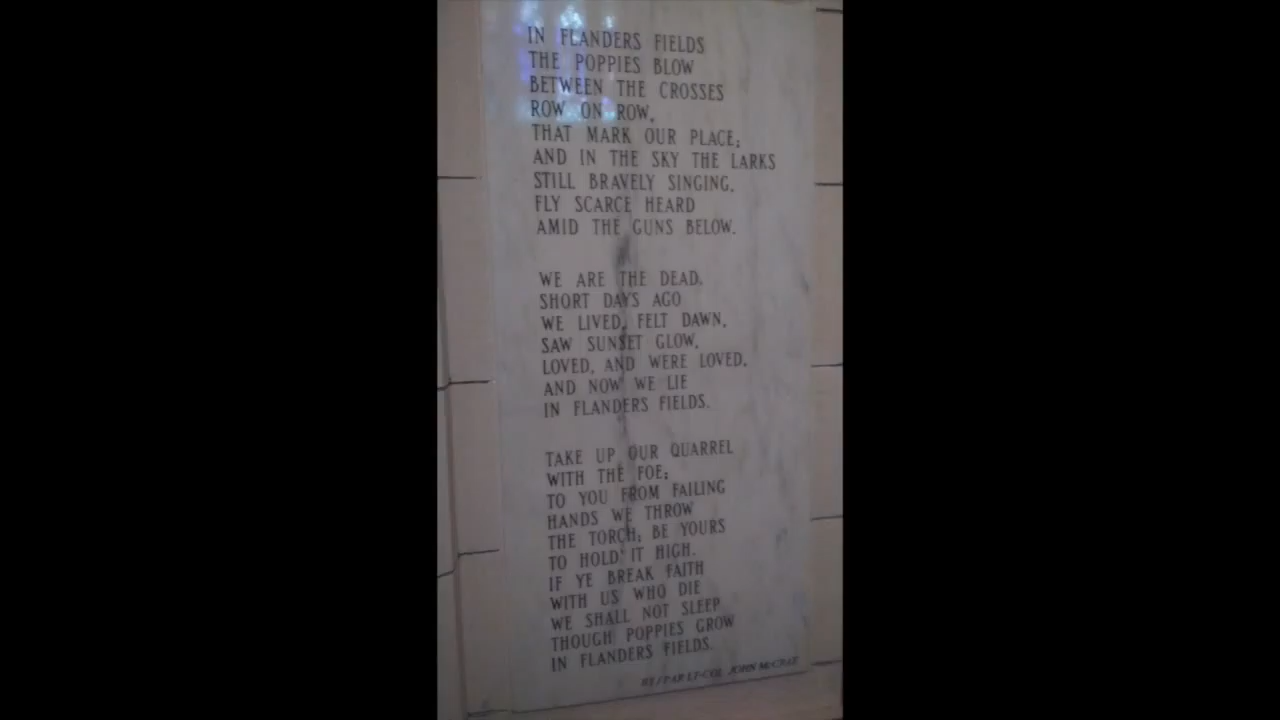 IN FLANDERS FIELDS
THE POPPIES BLOW
BETWEEN THE CROSSES
ROW ON ROW,
THAT MARK OUR PLACE;
AND IN THE SKY THE LARKS
STILL BRAVELY SINGING,
FLY SCARCE HEARD
AMID THE GUNS BELOW.
WE ARE THE DEAD,
SHORT DAYS AGO
WE LIVED, FELT DAWN,
SAW SUNSET GLOW,
LOVED, AND WERE LOVED,
AND NOW WE LIE
IN FLANDERS FIELDS.
TAKE UP OUR QUARREL
WITH THE FOE;
TO YOU FROM FAILING
HANDS WE THROW
THE TORCH; BE YOURS
TO HOLD IT HIGH.
IF YE BREAK FAITH
WITH US WHO DIE
WE SHALL NOT SLEEP
THOUGH POPPIES GROW
IN FLANDERS FIELDS.
BY/PAR LT-COL JOHN McCRAE